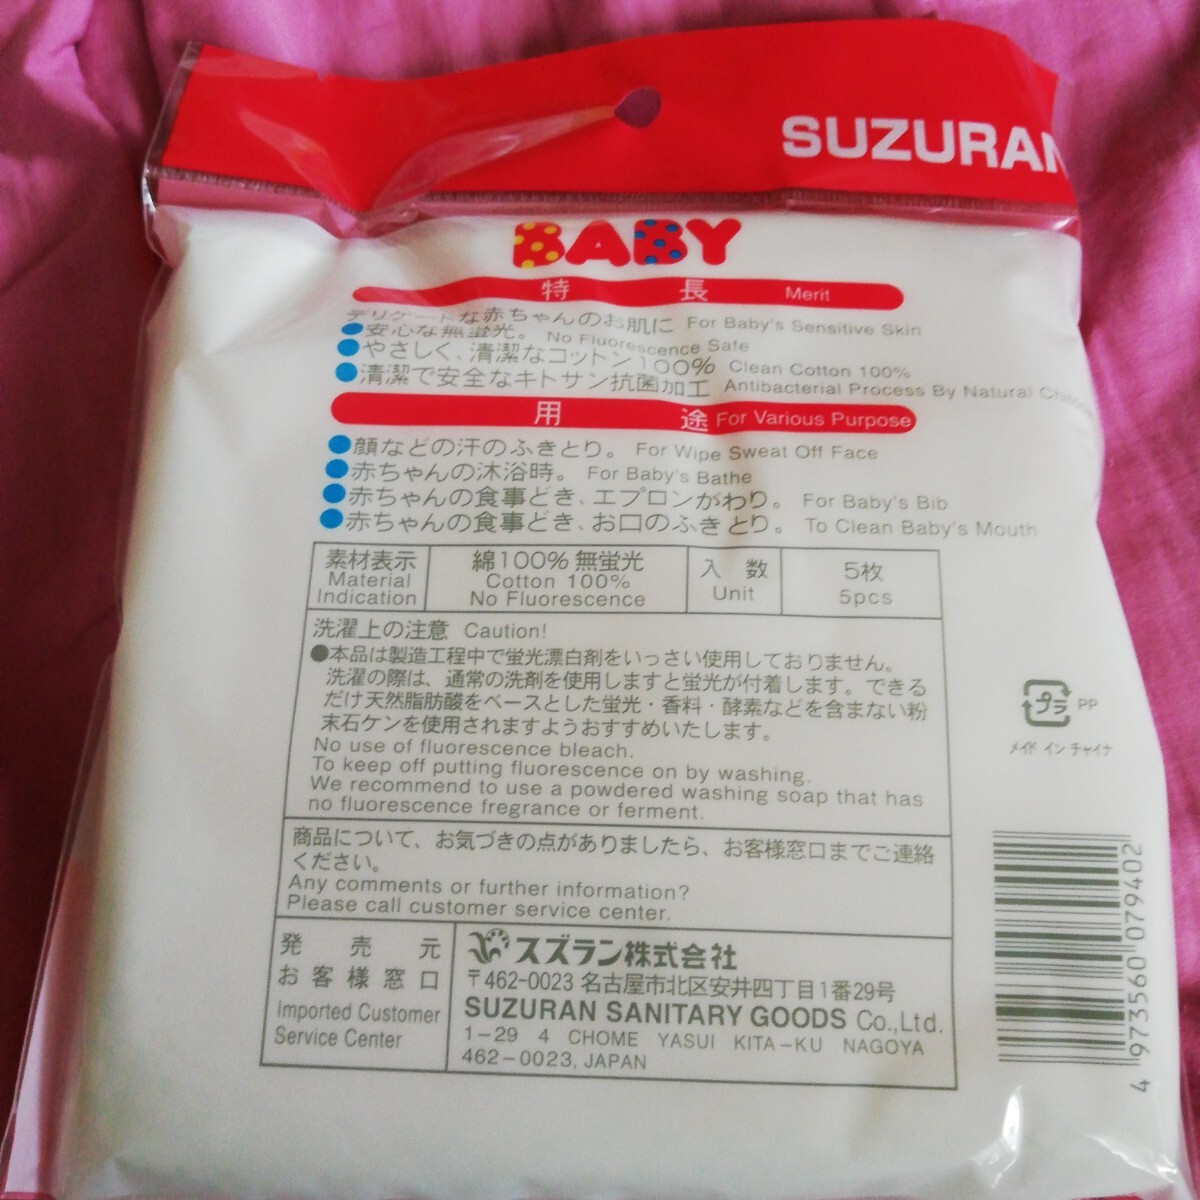 SUZURAN
BABY
特長 Merit
デリケートな赤ちゃんのお肌に For Baby's Sensitive Skin
●安心な無蛍光。 No Fluorescence Safe
●やさしく、清潔なコットン100% Clean Cotton 100%
●清潔で安全なキトサン抗菌加工 Antibacterial Process By Natural
用途 For Various Purpose
●顔などの汗のふきとり。 For Wipe Sweat Off Face
●赤ちゃんの沐浴時。 For Baby's Bathe
●赤ちゃんの食事どき、エプロンがわり。 For Baby's Bib
●赤ちゃんの食事どき、お口のふきとり。 To Clean Baby's Mouth
素材表示 Material Indication
綿100% 無蛍光
Cotton 100%
No Fluorescence
入数 Unit
5枚
5pcs
洗濯上の注意 Caution!
●本品は製造工程中で蛍光漂白剤をいっさい使用しておりません。
洗濯の際は、通常の洗剤を使用しますと蛍光が付着します。できる
だけ天然脂肪酸をベースとした蛍光・香料・酵素などを含まない粉
末石ケンを使用されますようおすすめいたします。
No use of fluorescence bleach.
To keep off putting fluorescence on by washing.
We recommend to use a powdered washing soap that has
no fluorescence fregrance or ferment.
商品について、お気づきの点がありましたら、お客様窓口までご連絡
ください。
Any comments or further information?
Please call customer service center.
発売元
お客様窓口
Imported Customer
Service Center
スズラン株式会社
〒462-0023 名古屋市北区安井四丁目1番29号
SUZURAN SANITARY GOODS Co.,Ltd.
1-29 4 CHOME YASUI KITA-KU NAGOYA
462-0023, JAPAN
プラ PP
メイド イン チャイナ
4 973560 079402